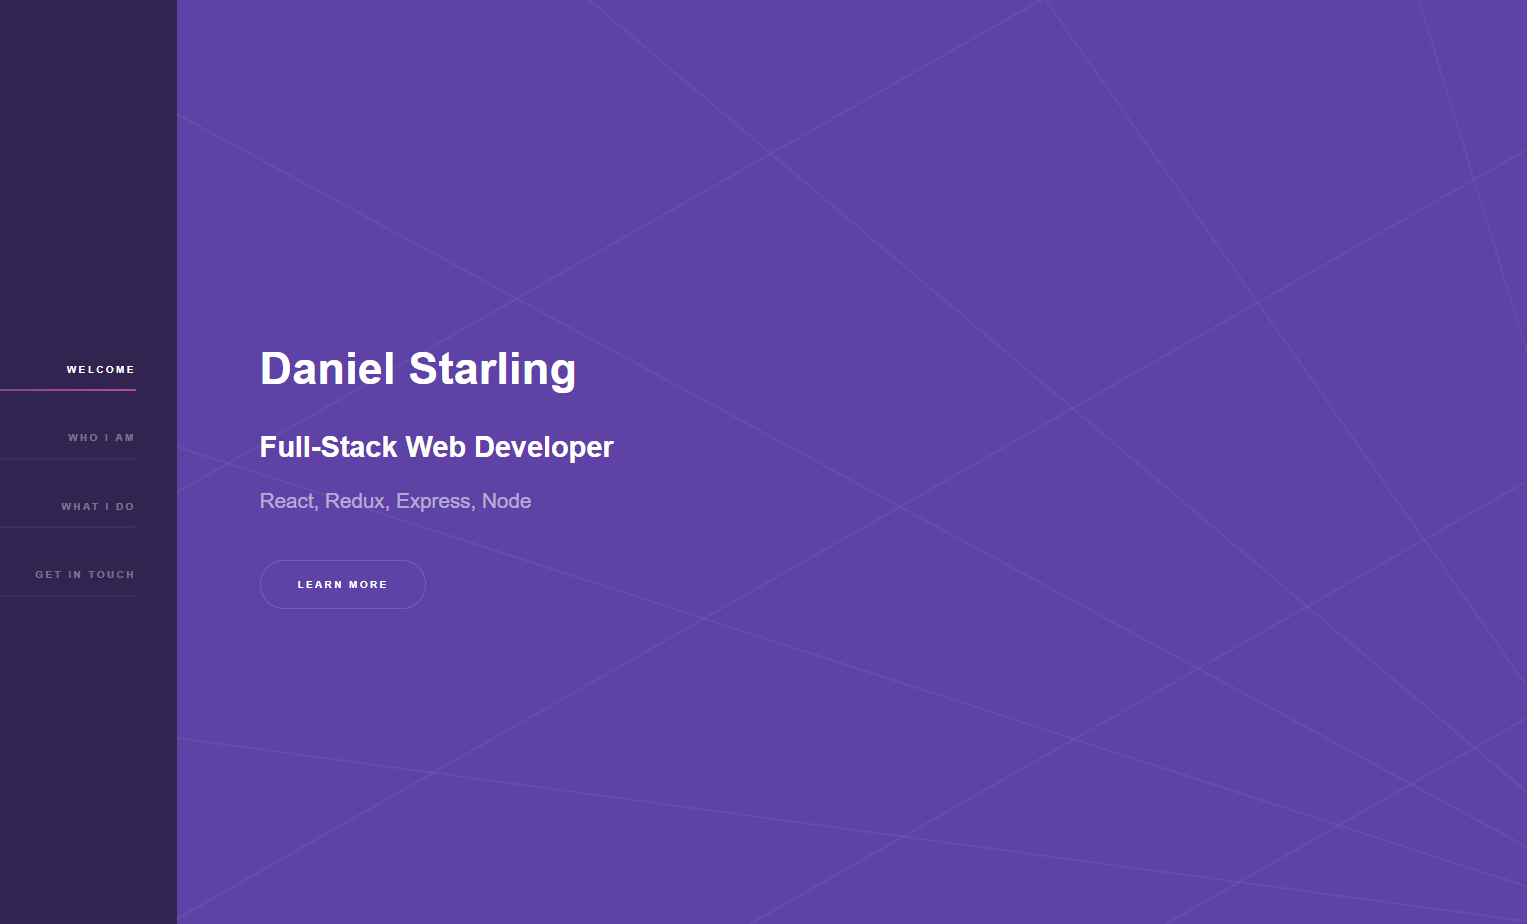 WELCOME
WHO I AM
WHAT I DO
GET IN TOUCH
Daniel Starling
Full-Stack Web Developer
React, Redux, Express, Node
LEARN MORE